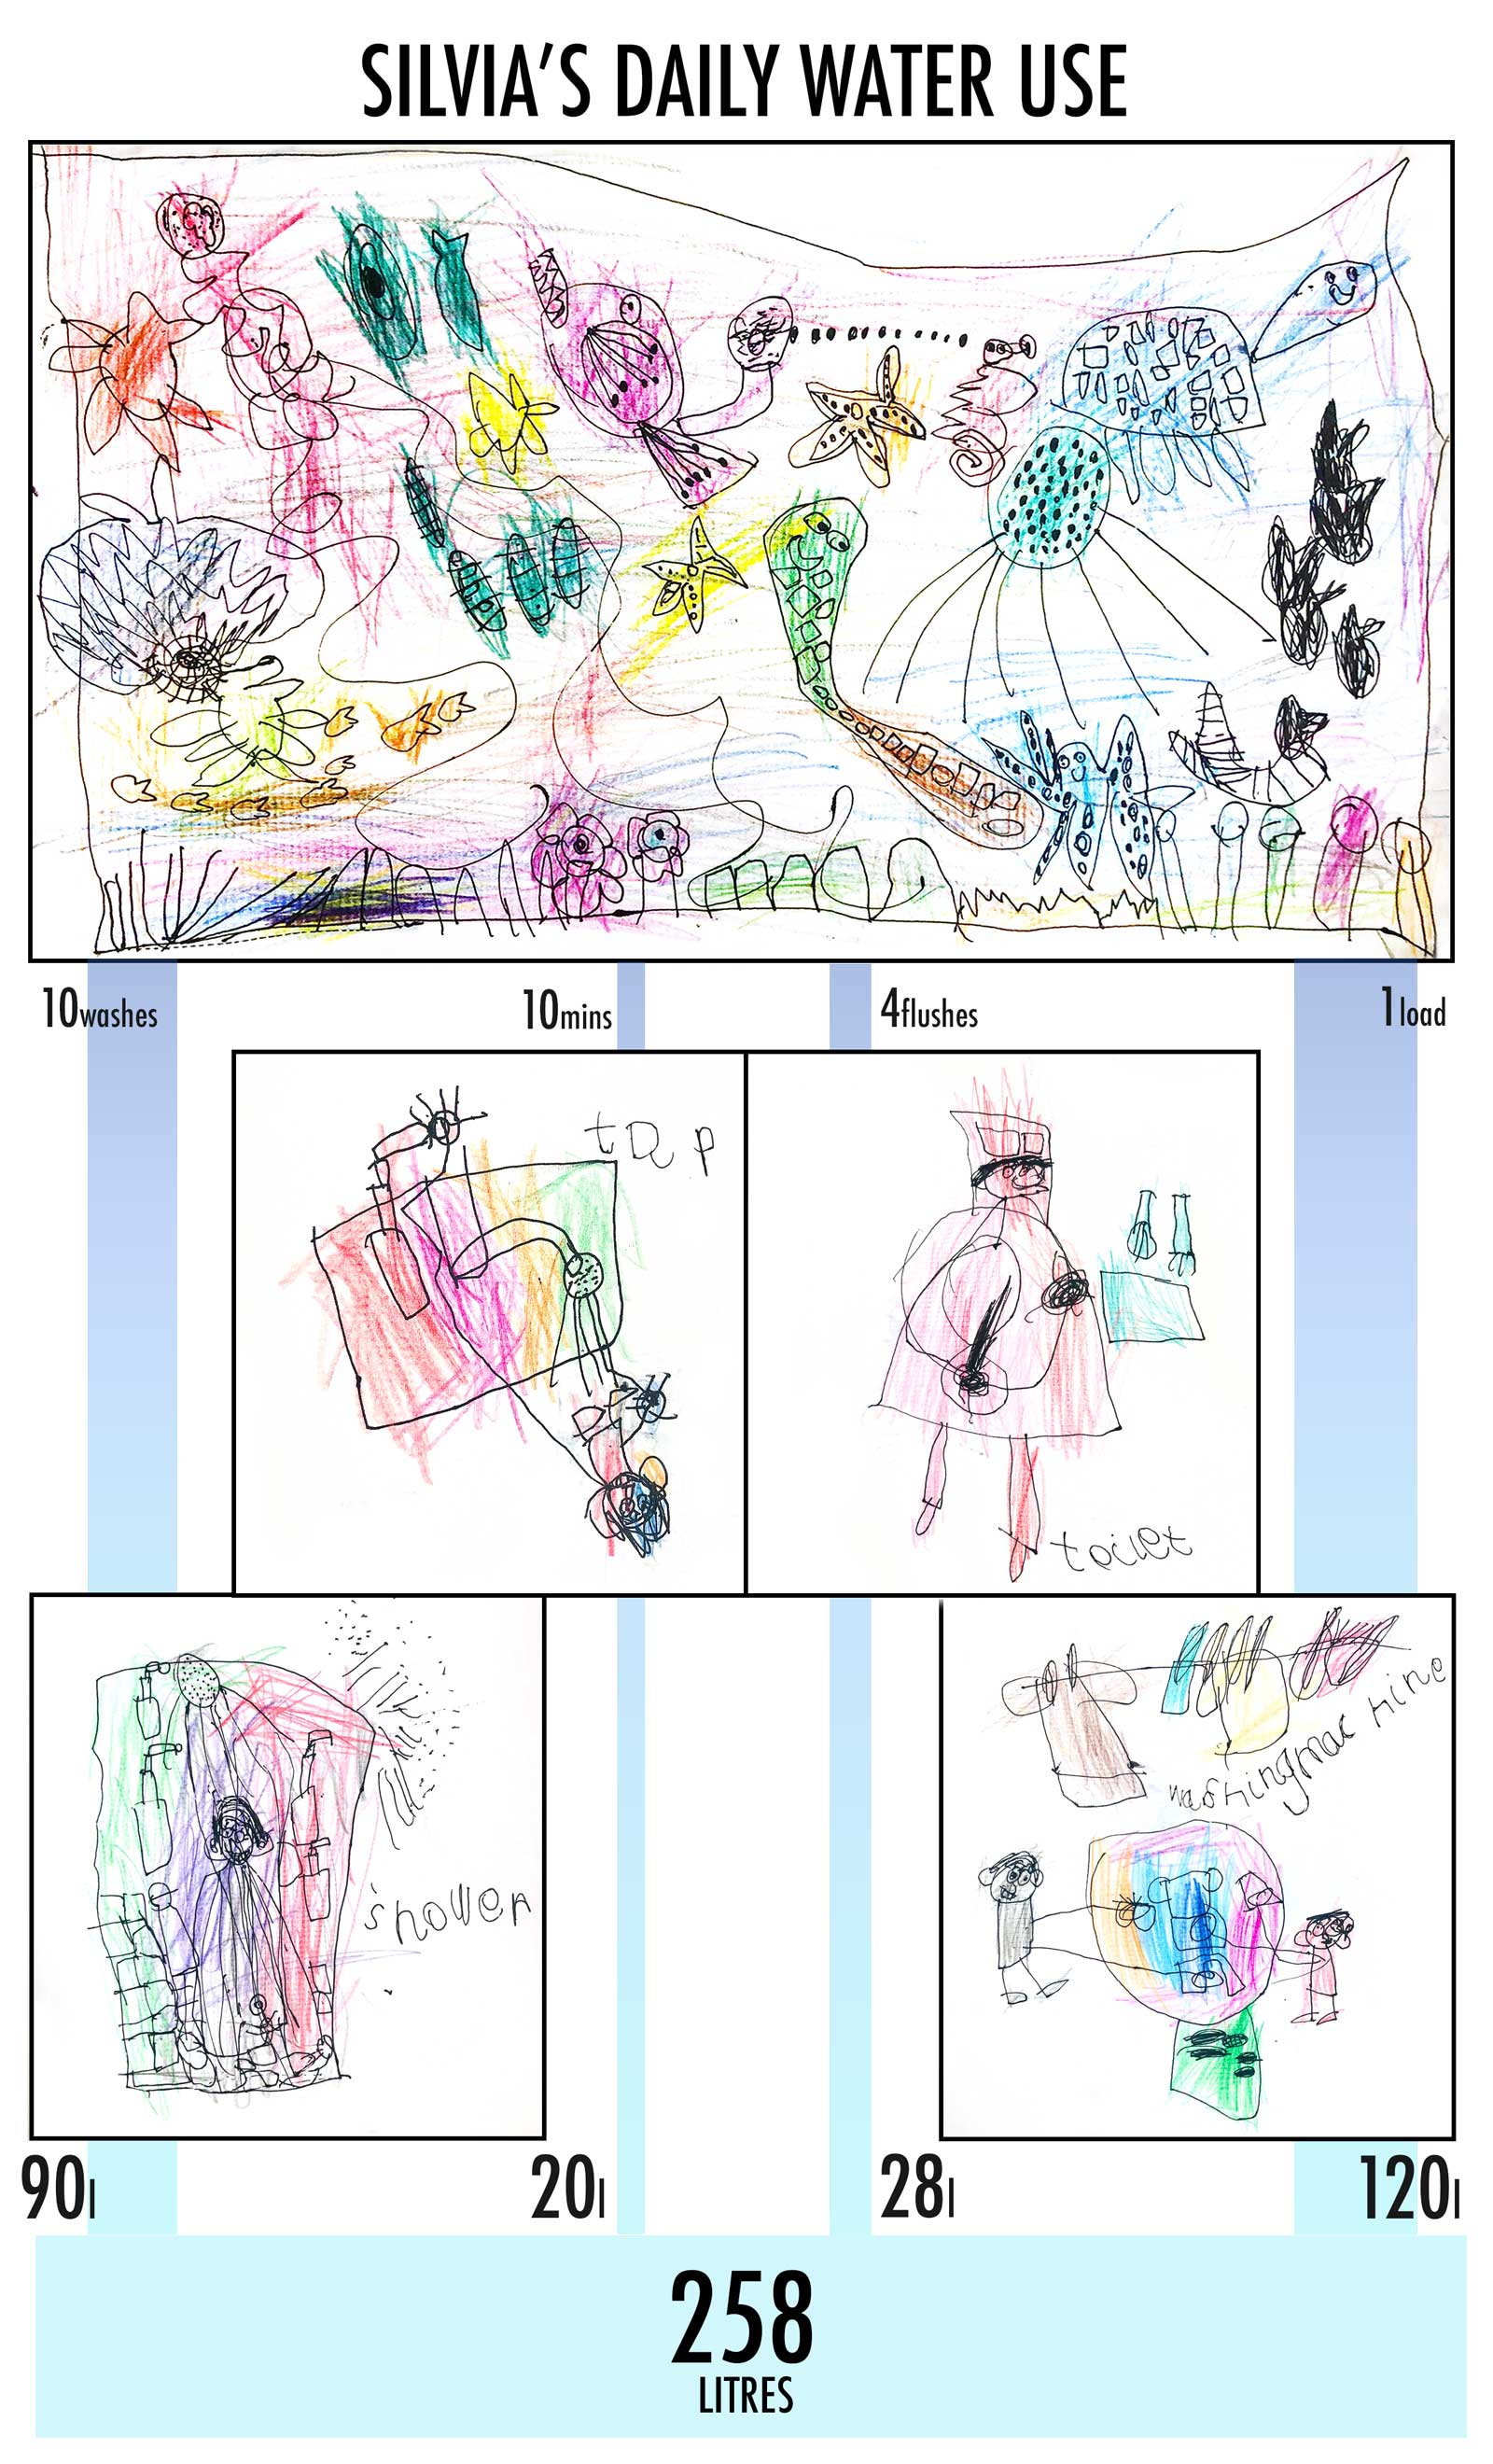 SILVIA'S DAILY WATER USE
10washes
10mins
4flushes
1load
tap
toilet
shower
washingmachine
90l
20l
28l
120l
258
LITRES